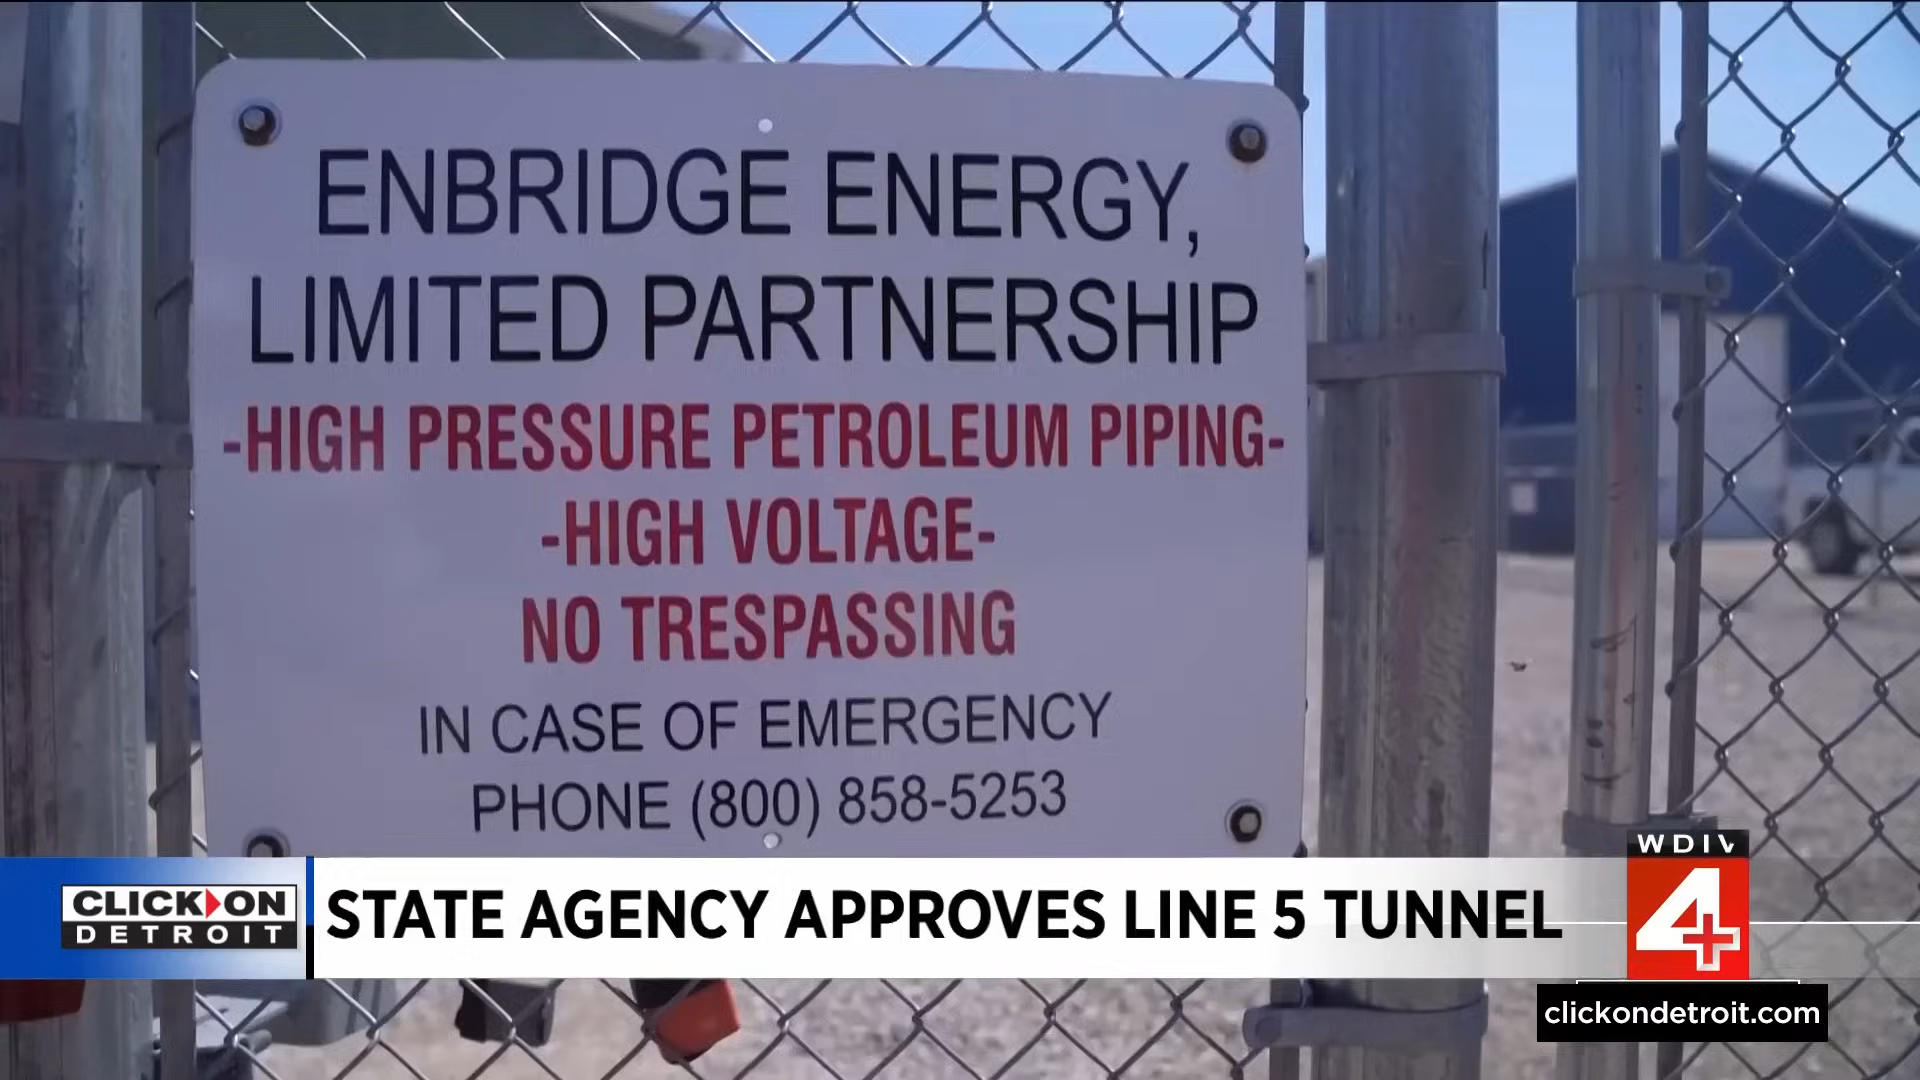 ENBRIDGE ENERGY,
LIMITED PARTNERSHIP
-HIGH PRESSURE PETROLEUM PIPING-
-HIGH VOLTAGE-
NO TRESPASSING
IN CASE OF EMERGENCY
PHONE (800) 858-5253
WDIV
CLICK ON
DETROIT
STATE AGENCY APPROVES LINE 5 TUNNEL
4+
clickondetroit.com